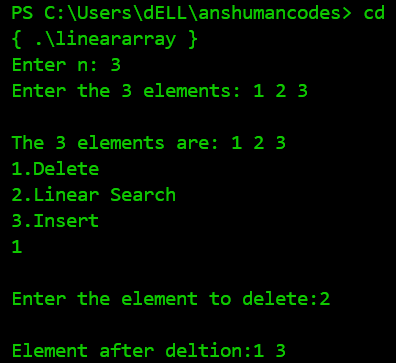 PS C:\Users\dELL\anshumancodes> cd
{ .\lineararray }
Enter n: 3
Enter the 3 elements: 1 2 3
The 3 elements are: 1 2 3
1.Delete
2.Linear Search
3.Insert
1
Enter the element to delete:2
Element after deltion:1 3